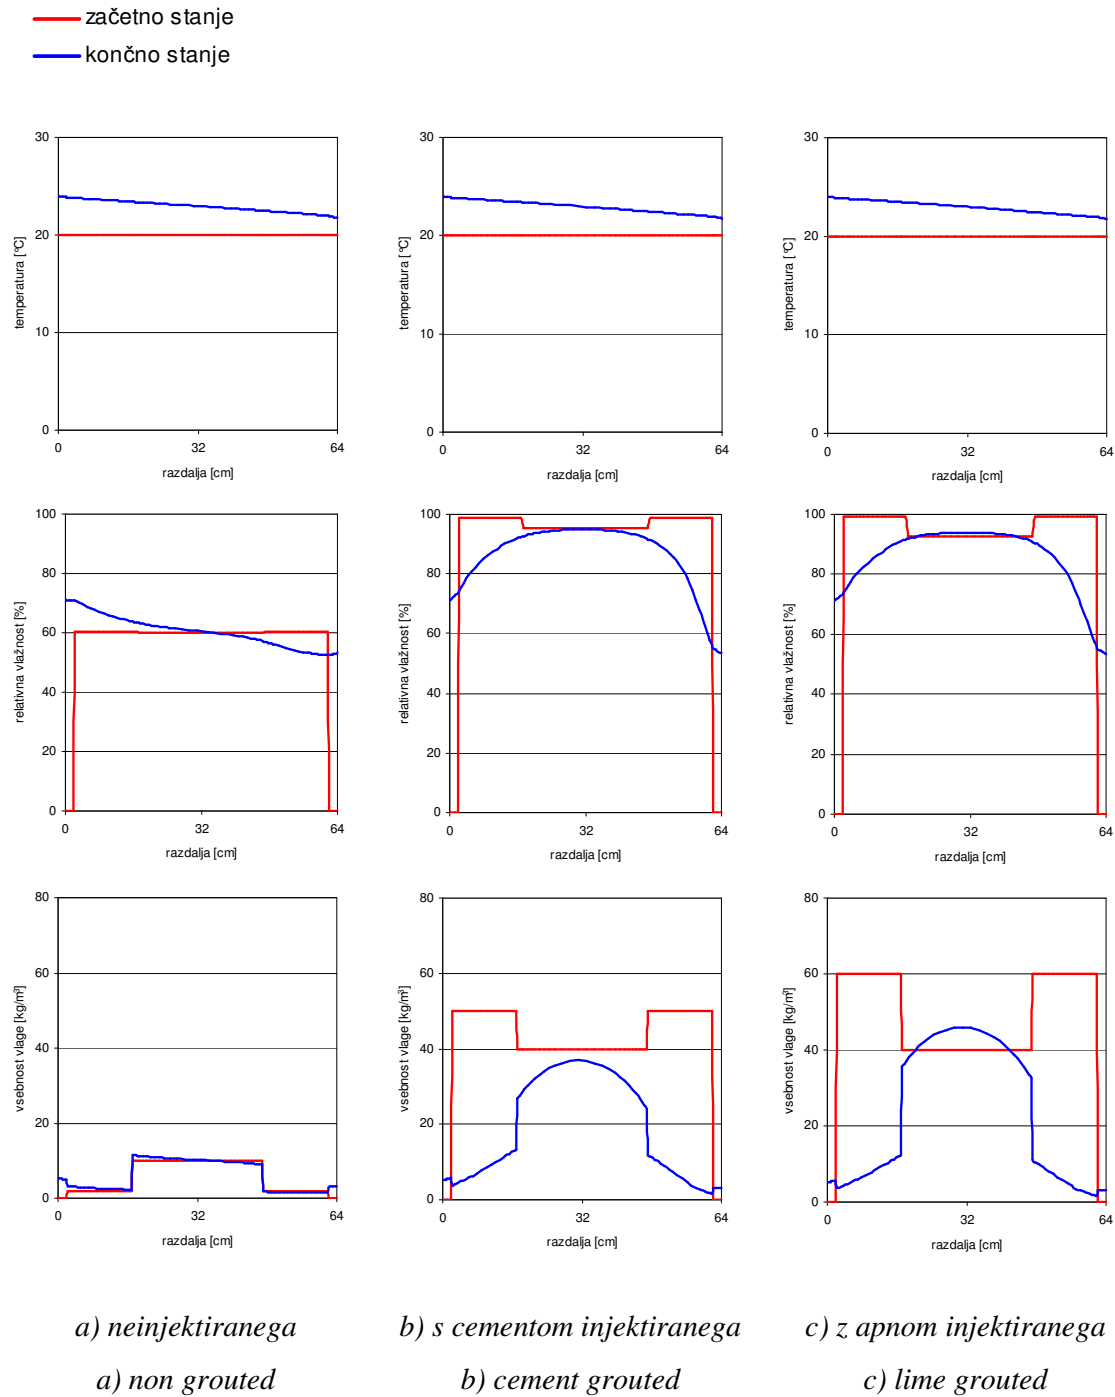 začetno stanje
končno stanje
30
20
10
0
0 32 64
temperatura [°C]
razdalja [cm]
30
20
10
0
0 32 64
temperatura [°C]
razdalja [cm]
30
20
10
0
0 32 64
temperatura [°C]
razdalja [cm]
100
80
60
40
20
0
0 32 64
relativna vlažnost [%]
razdalja [cm]
100
80
60
40
20
0
0 32 64
relativna vlažnost [%]
razdalja [cm]
100
80
60
40
20
0
0 32 64
relativna vlažnost [%]
razdalja [cm]
80
60
40
20
0
0 32 64
vsebnost vlage [kg/m³]
razdalja [cm]
80
60
40
20
0
0 32 64
vsebnost vlage [kg/m³]
razdalja [cm]
80
60
40
20
0
0 32 64
vsebnost vlage [kg/m³]
razdalja [cm]
a) neinjektiranega b) s cementom injektiranega c) z apnom injektiranega
a) non grouted b) cement grouted c) lime grouted